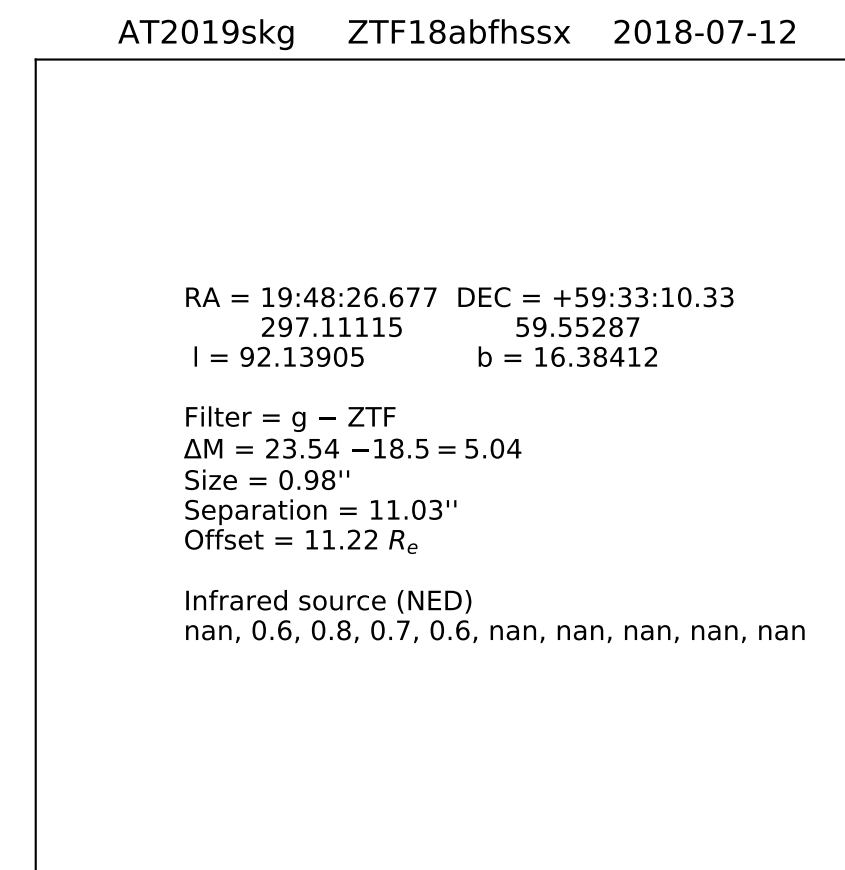 AT2019skg ZTF18abfhssx 2018-07-12
RA = 19:48:26.677 DEC = +59:33:10.33
297.11115 59.55287
l = 92.13905 b = 16.38412
Filter = g − ZTF
ΔM = 23.54 −18.5 = 5.04
Size = 0.98''
Separation = 11.03''
Offset = 11.22 Re
Infrared source (NED)
nan, 0.6, 0.8, 0.7, 0.6, nan, nan, nan, nan, nan